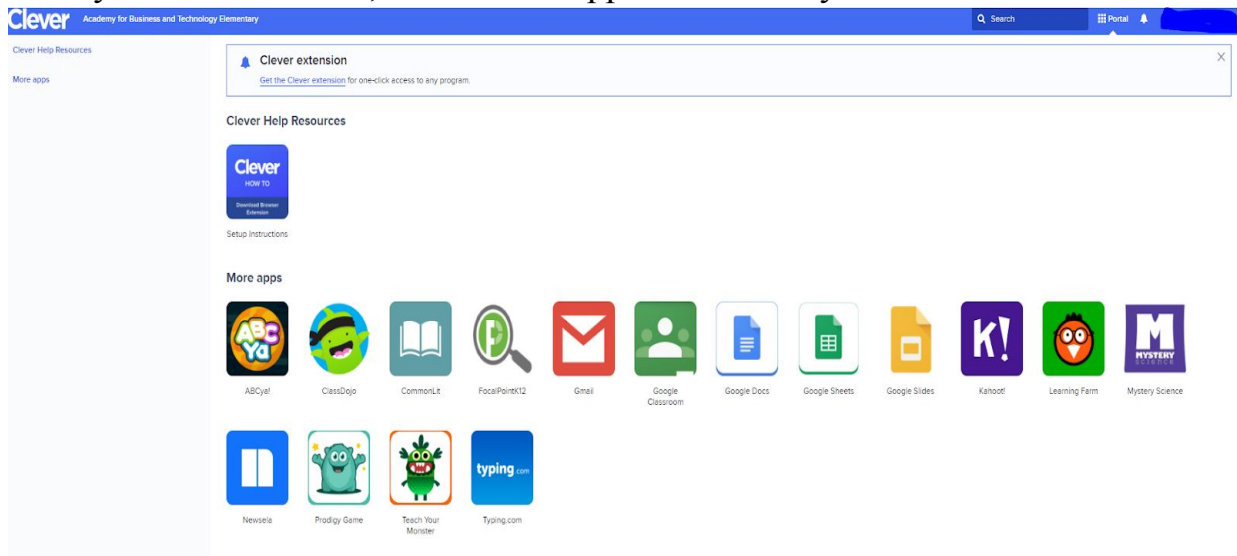 Clever Academy for Business and Technology Elementary Search Portal
Clever Help Resources
More apps
Clever extension
Get the Clever extension for one-click access to any program.
Clever Help Resources
Clever
HOW TO
Download Browser
Extension
Setup Instructions
More apps
ABC
Ya
K!
M
MYSTERY
SCIENCE
ABCya!
ClassDojo
CommonLit
FocalPointK12
Gmail
Google
Classroom
Google Docs
Google Sheets
Google Slides
Kahoot!
Learning Farm
Mystery Science
typing.com
Newsela
Prodigy Game
Teach Your
Monster
Typing.com